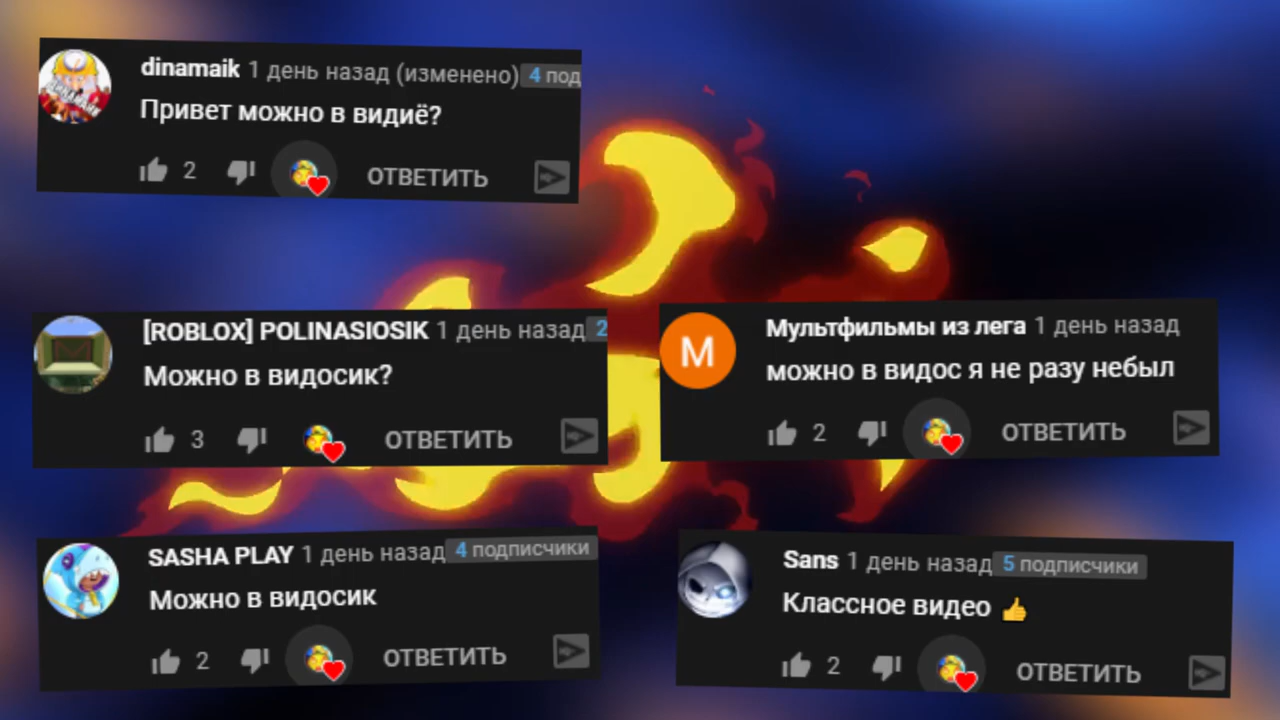 dinamaik 1 день назад (изменено) 4 под
Привет можно в видиё?
2 ОТВЕТИТЬ
[ROBLOX] POLINASIOSIK 1 день назад 2
Можно в видосик?
3 ОТВЕТИТЬ
М
Мультфильмы из лега 1 день назад
можно в видос я не разу небыл
2 ОТВЕТИТЬ
SASHA PLAY 1 день назад 4 подписчики
Можно в видосик
2 ОТВЕТИТЬ
Sans 1 день назад 5 подписчики
Классное видео 👍
2 ОТВЕТИТЬ